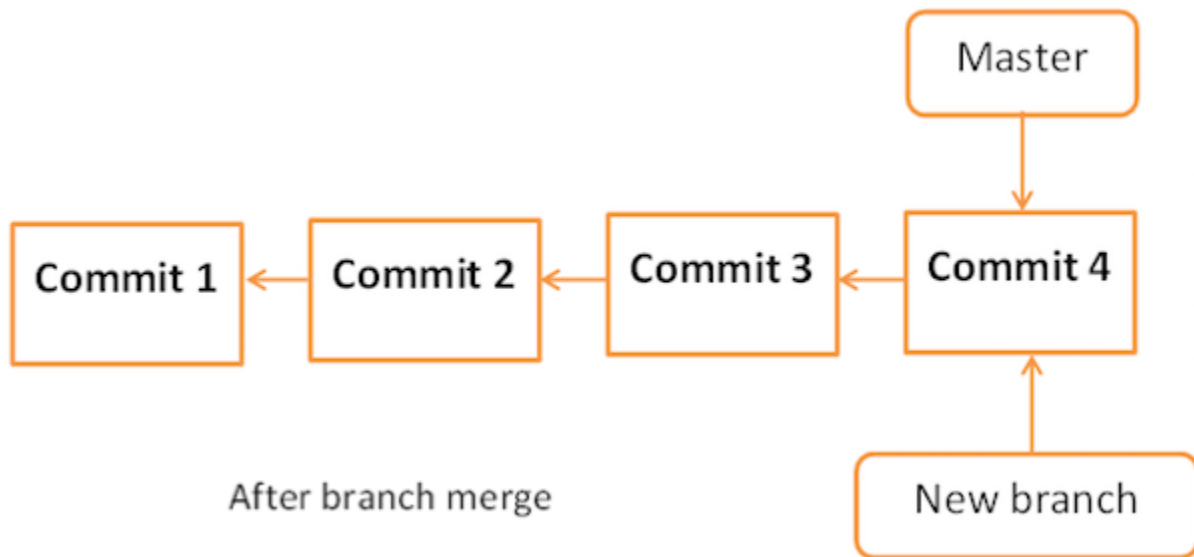 Master
Commit 1
Commit 2
Commit 3
Commit 4
After branch merge
New branch